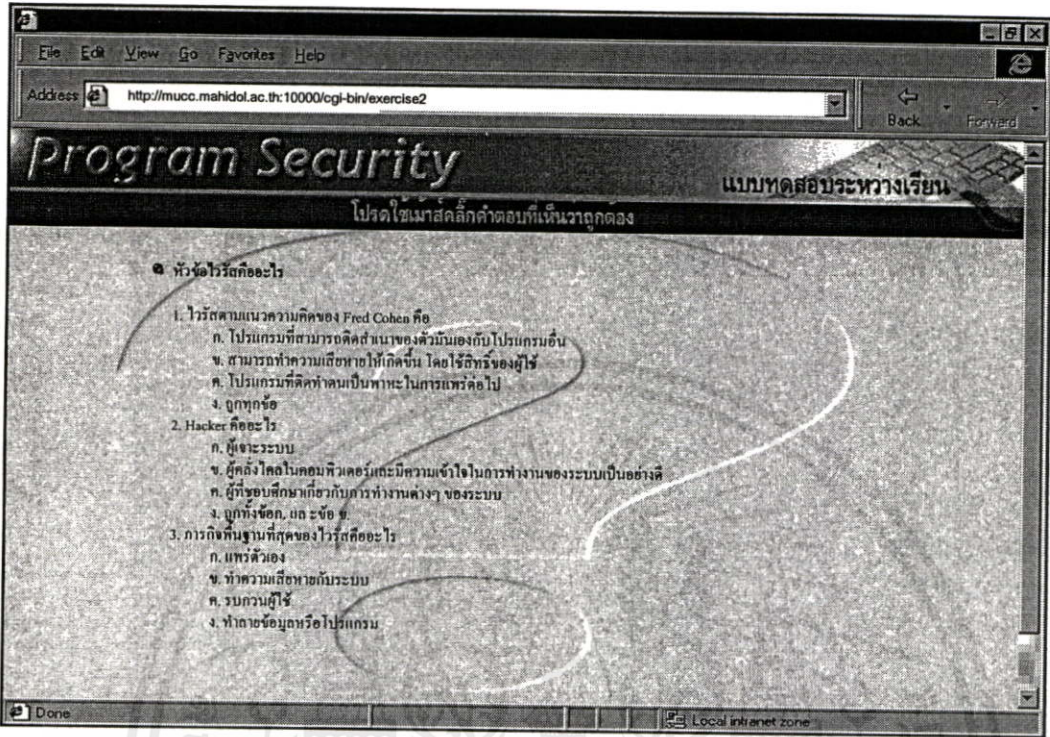 File Edit View Go Favorites Help
Address http://mucc.mahidol.ac.th:10000/cgi-bin/exercise2 Back Forward
Program Security
แบบทดสอบระหว่างเรียน
โปรดใช้เมาส์คลิ๊กคำตอบที่เห็นว่าถูกต้อง
หัวข้อไวรัสคืออะไร
1. ไวรัสตามแนวความคิดของ Fred Cohen คือ
ก. โปรแกรมที่สามารถติดสำเนาของตัวมันเองกับโปรแกรมอื่น
ข. สามารถทำความเสียหายให้เกิดขึ้น โดยใช้สิทธิ์ของผู้ใช้
ค. โปรแกรมที่ติดทำตนเป็นพาหะในการแพร่ต่อไป
ง. ถูกทุกข้อ
2. Hacker คืออะไร
ก. ผู้เจาะระบบ
ข. ผู้คลั่งไคลในคอมพิวเตอร์และมีความเข้าใจในการทำงานของระบบเป็นอย่างดี
ค. ผู้ที่ชอบศึกษาเกี่ยวกับการทำงานต่างๆ ของระบบ
ง. ถูกทั้งข้อก. และ ข้อ ข.
3. ภารกิจพื้นฐานที่สุดของไวรัสคืออะไร
ก. แพร่ตัวเอง
ข. ทำความเสียหายกับระบบ
ค. รบกวนผู้ใช้
ง. ทำลายข้อมูลหรือโปรแกรม
Done Local intranet zone